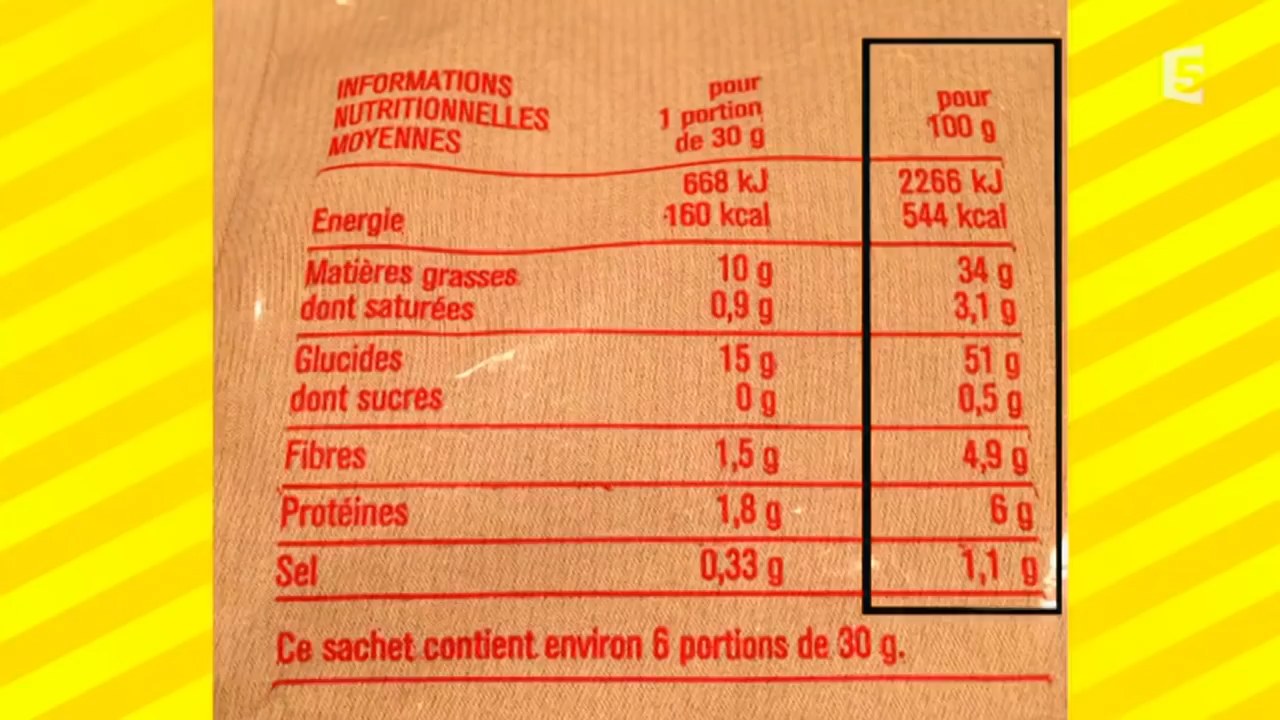 INFORMATIONS
NUTRITIONNELLES
MOYENNES
pour
1 portion
de 30 g
pour
100 g
668 kJ 2266 kJ
Energie 160 kcal 544 kcal
Matières grasses 10 g 34 g
dont saturées 0,9 g 3,1 g
Glucides 15 g 51 g
dont sucres 0 g 0,5 g
Fibres 1,5 g 4,9 g
Protéines 1,8 g 6 g
Sel 0,33 g 1,1 g
Ce sachet contient environ 6 portions de 30 g.
5